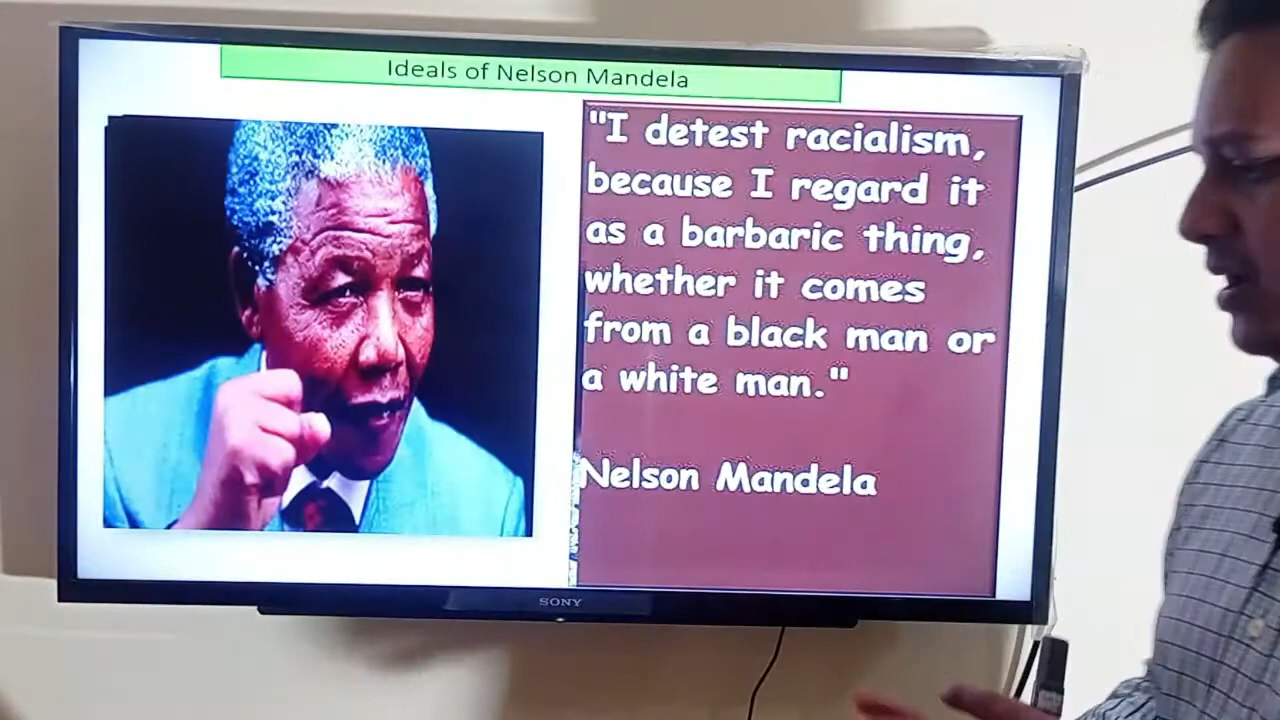 Ideals of Nelson Mandela
"I detest racialism,
because I regard it
as a barbaric thing,
whether it comes
from a black man or
a white man."
Nelson Mandela
SONY